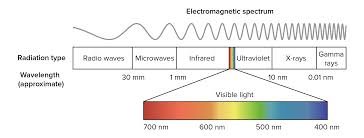 Electromagnetic spectrum
Radiation type Radio waves Microwaves Infrared Ultraviolet X-rays Gamma
rays
Wavelength 30 mm 1 mm 10 nm 0.01 nm
(approximate)
Visible light
700 nm 600 nm 500 nm 400 nm